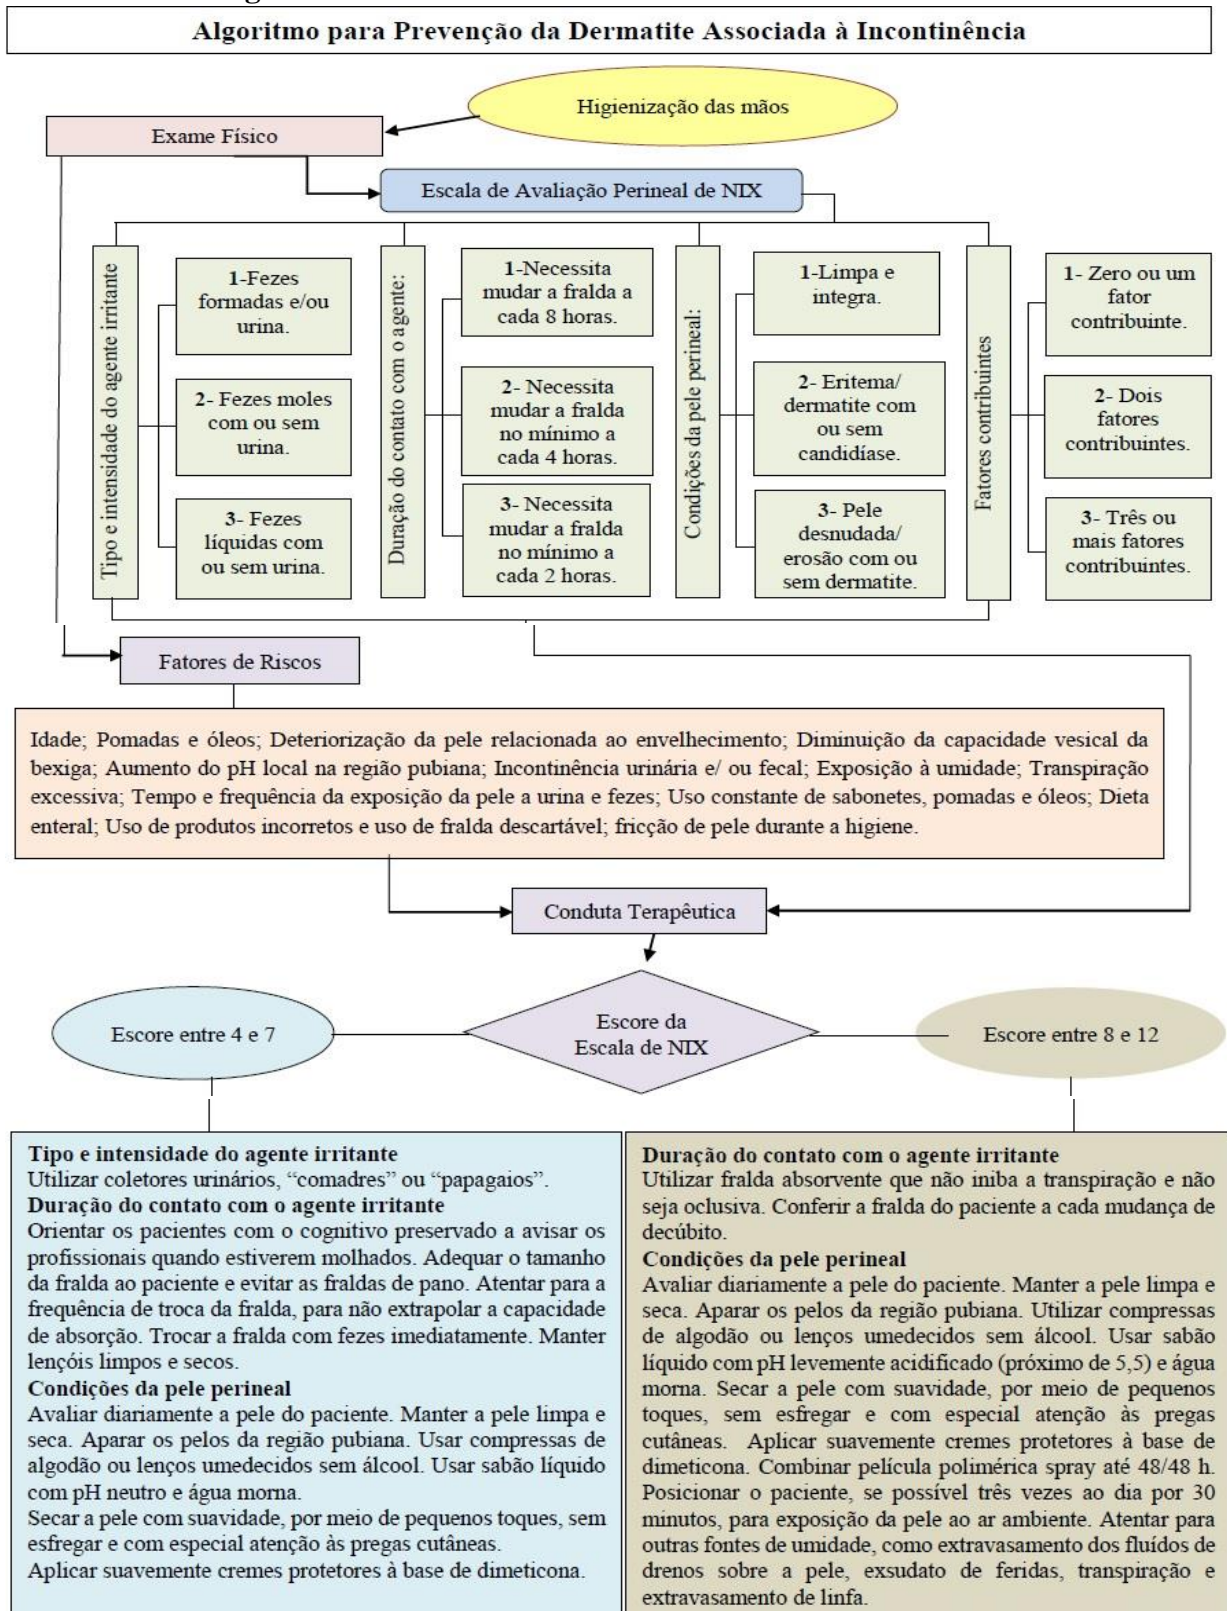 Algoritmo para Prevenção da Dermatite Associada à Incontinência
Higienização das mãos
Exame Físico
Escala de Avaliação Perineal de NIX
Tipo e intensidade do agente irritante
1-Fezes
formadas e/ou
urina.
2- Fezes moles
com ou sem
urina.
3- Fezes
líquidas com
ou sem urina.
Duração do contato com o agente:
1-Necessita
mudar a fralda a
cada 8 horas.
2- Necessita
mudar a fralda
no mínimo a
cada 4 horas.
3- Necessita
mudar a fralda
no mínimo a
cada 2 horas.
Condições da pele perineal:
1-Limpa e
integra.
2- Eritema/
dermatite com
ou sem
candidíase.
3- Pele
desnudada/
erosão com ou
sem dermatite.
Fatores contribuintes
1- Zero ou um
fator
contribuinte.
2- Dois
fatores
contribuintes.
3- Três ou
mais fatores
contribuintes.
Fatores de Riscos
Idade; Pomadas e óleos; Deteriorização da pele relacionada ao envelhecimento; Diminuição da capacidade vesical da
bexiga; Aumento do pH local na região pubiana; Incontinência urinária e/ ou fecal; Exposição à umidade; Transpiração
excessiva; Tempo e frequência da exposição da pele a urina e fezes; Uso constante de sabonetes, pomadas e óleos; Dieta
enteral; Uso de produtos incorretos e uso de fralda descartável; fricção de pele durante a higiene.
Conduta Terapêutica
Escore da
Escala de NIX
Escore entre 4 e 7
Escore entre 8 e 12
Tipo e intensidade do agente irritante
Utilizar coletores urinários, “comadres” ou “papagaios”.
Duração do contato com o agente irritante
Orientar os pacientes com o cognitivo preservado a avisar os
profissionais quando estiverem molhados. Adequar o tamanho
da fralda ao paciente e evitar as fraldas de pano. Atentar para a
frequência de troca da fralda, para não extrapolar a capacidade
de absorção. Trocar a fralda com fezes imediatamente. Manter
lençóis limpos e secos.
Condições da pele perineal
Avaliar diariamente a pele do paciente. Manter a pele limpa e
seca. Aparar os pelos da região pubiana. Usar compressas de
algodão ou lenços umedecidos sem álcool. Usar sabão líquido
com pH neutro e água morna.
Secar a pele com suavidade, por meio de pequenos toques, sem
esfregar e com especial atenção às pregas cutâneas.
Aplicar suavemente cremes protetores à base de dimeticona.
Duração do contato com o agente irritante
Utilizar fralda absorvente que não iniba a transpiração e não
seja oclusiva. Conferir a fralda do paciente a cada mudança de
decúbito.
Condições da pele perineal
Avaliar diariamente a pele do paciente. Manter a pele limpa e
seca. Aparar os pelos da região pubiana. Utilizar compressas
de algodão ou lenços umedecidos sem álcool. Usar sabão
líquido com pH levemente acidificado (próximo de 5,5) e água
morna. Secar a pele com suavidade, por meio de pequenos
toques, sem esfregar e com especial atenção às pregas
cutâneas. Aplicar suavemente cremes protetores à base de
dimeticona. Combinar película polimérica spray até 48/48 h.
Posicionar o paciente, se possível três vezes ao dia por 30
minutos, para exposição da pele ao ar ambiente. Atentar para
outras fontes de umidade, como extravasamento dos fluídos de
drenos sobre a pele, exsudato de feridas, transpiração e
extravasamento de linfa.